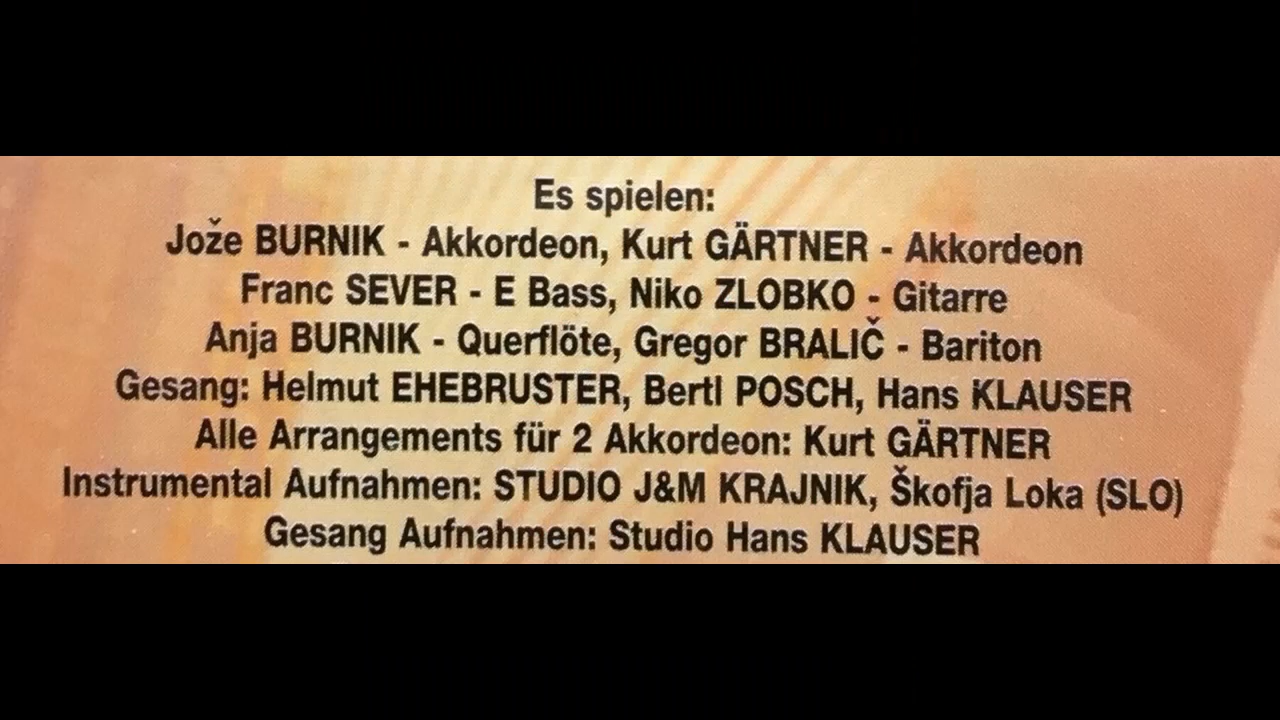 Es spielen:
Jože BURNIK - Akkordeon, Kurt GÄRTNER - Akkordeon
Franc SEVER - E Bass, Niko ZLOBKO - Gitarre
Anja BURNIK - Querflöte, Gregor BRALIČ - Bariton
Gesang: Helmut EHEBRUSTER, Bertl POSCH, Hans KLAUSER
Alle Arrangements für 2 Akkordeon: Kurt GÄRTNER
Instrumental Aufnahmen: STUDIO J&M KRAJNIK, Škofja Loka (SLO)
Gesang Aufnahmen: Studio Hans KLAUSER